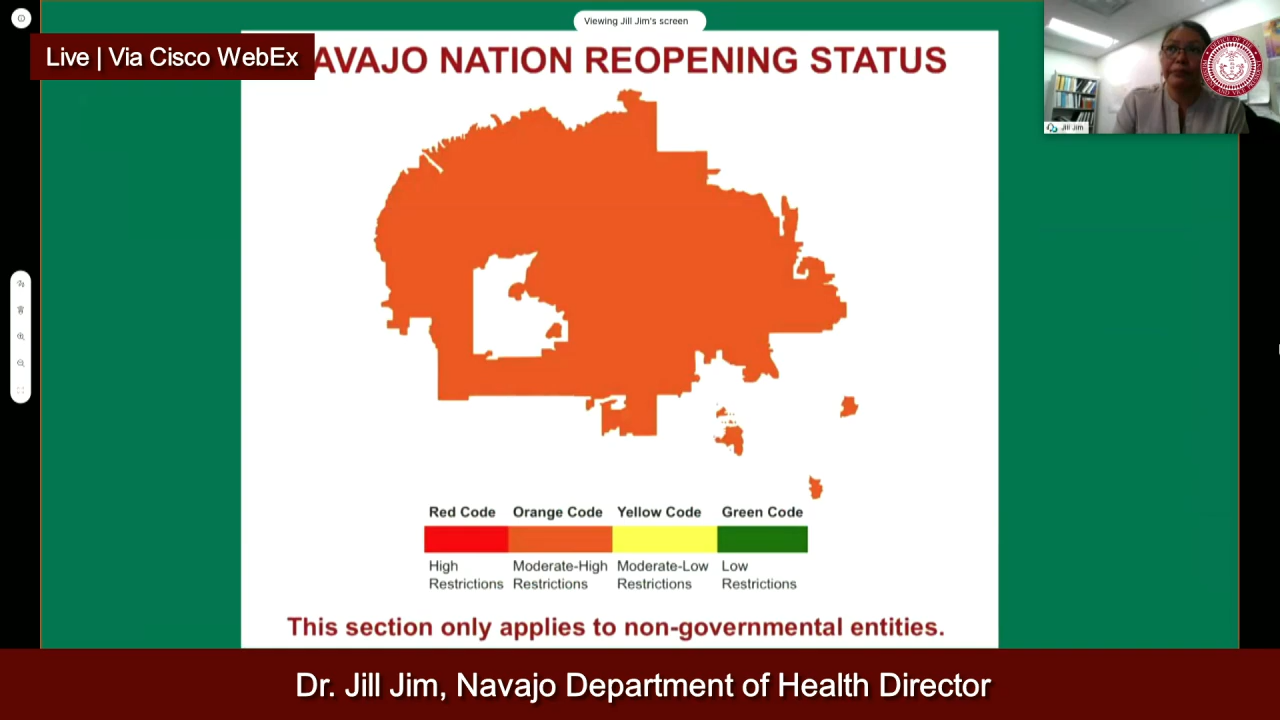 Viewing Jill Jim's screen
Live | Via Cisco WebEx
AVAJO NATION REOPENING STATUS
Jill Jim
Red Code Orange Code Yellow Code Green Code
High Moderate-High Moderate-Low Low
Restrictions Restrictions Restrictions Restrictions
This section only applies to non-governmental entities.
Dr. Jill Jim, Navajo Department of Health Director